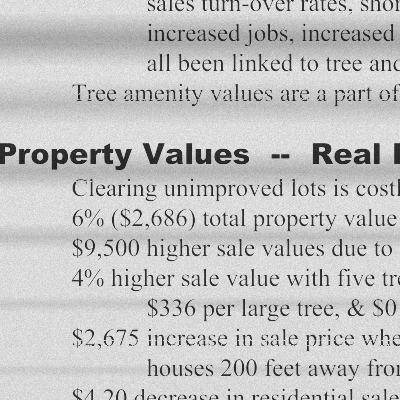 sales turn-over rates, shor
increased jobs, increased
all been linked to tree and
Tree amenity values are a part of
Property Values -- Real
Clearing unimproved lots is costl
6% ($2,686) total property value
$9,500 higher sale values due to
4% higher sale value with five tre
$336 per large tree, & $0
$2,675 increase in sale price whe
houses 200 feet away from
$4.20 decrease in residential sale